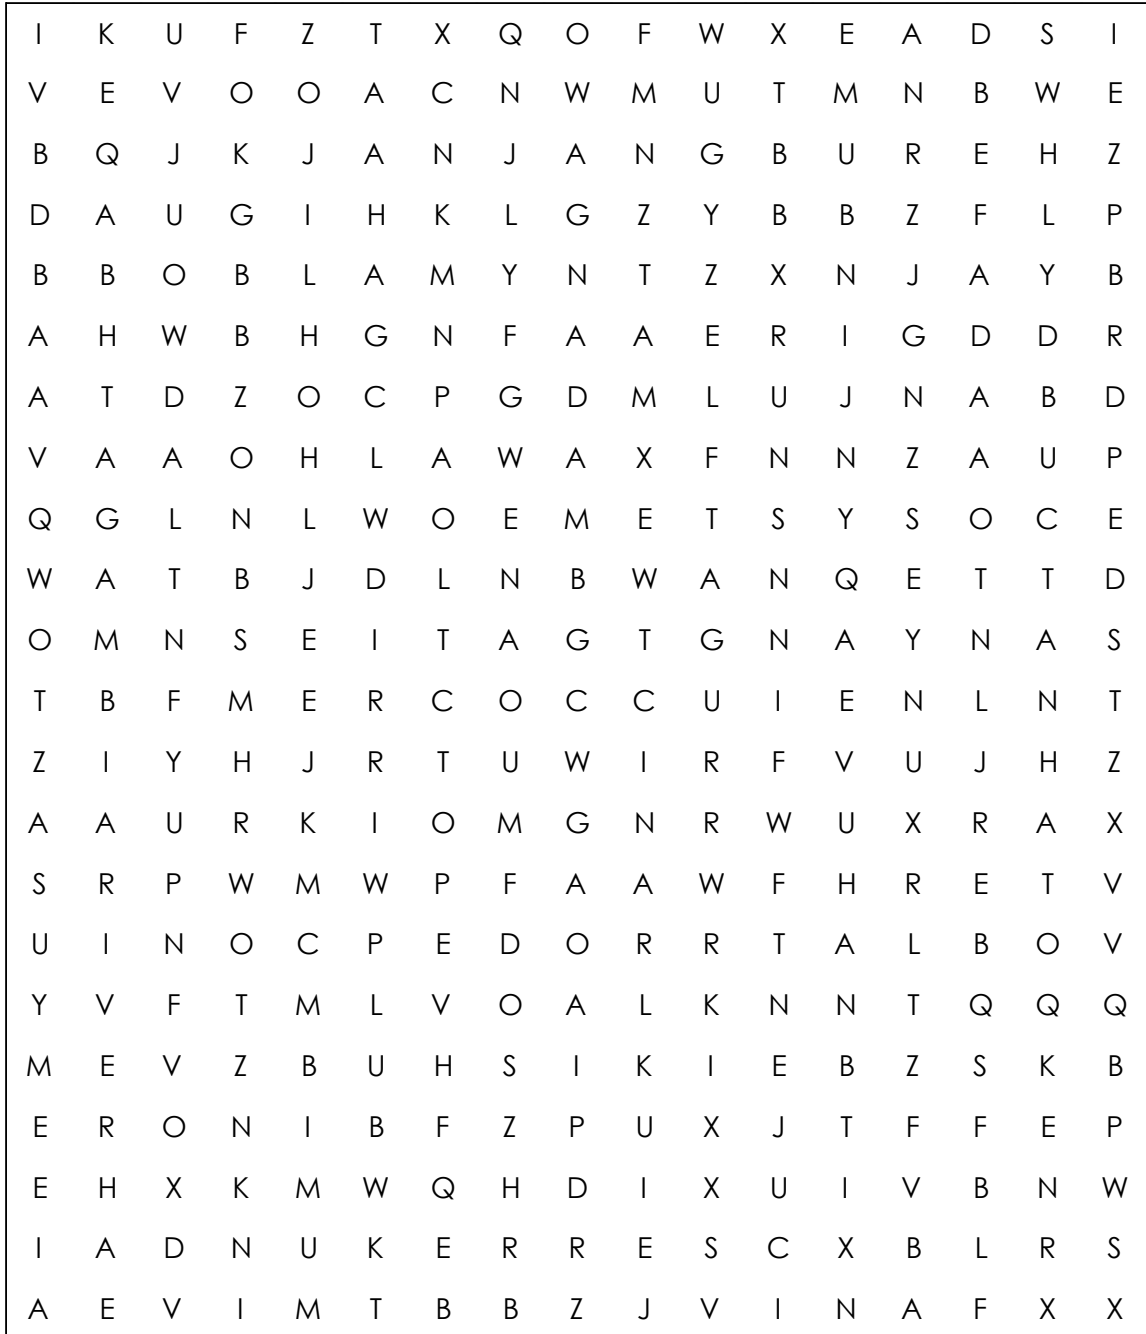 I K U F Z T X Q O F W X E A D S I
V E V O O A C N W M U T M N B W E
B Q J K J A N J A N G B U R E H Z
D A U G I H K L G Z Y B B Z F L P
B B O B L A M Y N T Z X N J A Y B
A H W B H G N F A A E R I G D D R
A T D Z O C P G D M L U J N A B D
V A A O H L A W A X F N N Z A U P
Q G L N L W O E M E T S Y S O C E
W A T B J D L N B W A N Q E T T D
O M N S E I T A G T G N A Y N A S
T B F M E R C O C C U I E N L N T
Z I Y H J R T U W I R F V U J H Z
A A U R K I O M G N R W U X R A X
S R P W M W P F A A W F H R E T V
U I N O C P E D O R R T A L B O V
Y V F T M L V O A L K N N T Q Q Q
M E V Z B U H S I K I E B Z S K B
E R O N I B F Z P U X J T F F E P
E H X K M W Q H D I X U I V B N W
I A D N U K E R R E S C X B L R S
A E V I M T B B Z J V I N A F X X